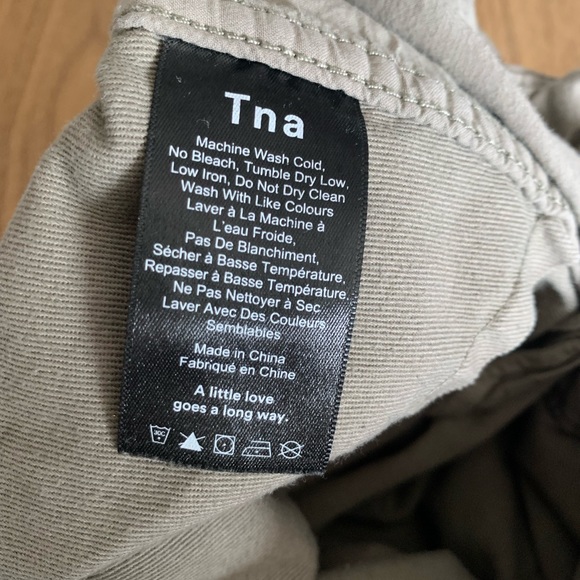 Tna
Machine Wash Cold,
No Bleach, Tumble Dry Low,
Low Iron, Do Not Dry Clean
Wash With Like Colours
Laver à La Machine à
L'eau Froide,
Pas De Blanchiment,
Sécher à Basse Température,
Repasser à Basse Température,
Ne Pas Nettoyer à Sec
Laver Avec Des Couleurs
Semblables
Made in China
Fabriqué en Chine
A little love
goes a long way.
30C